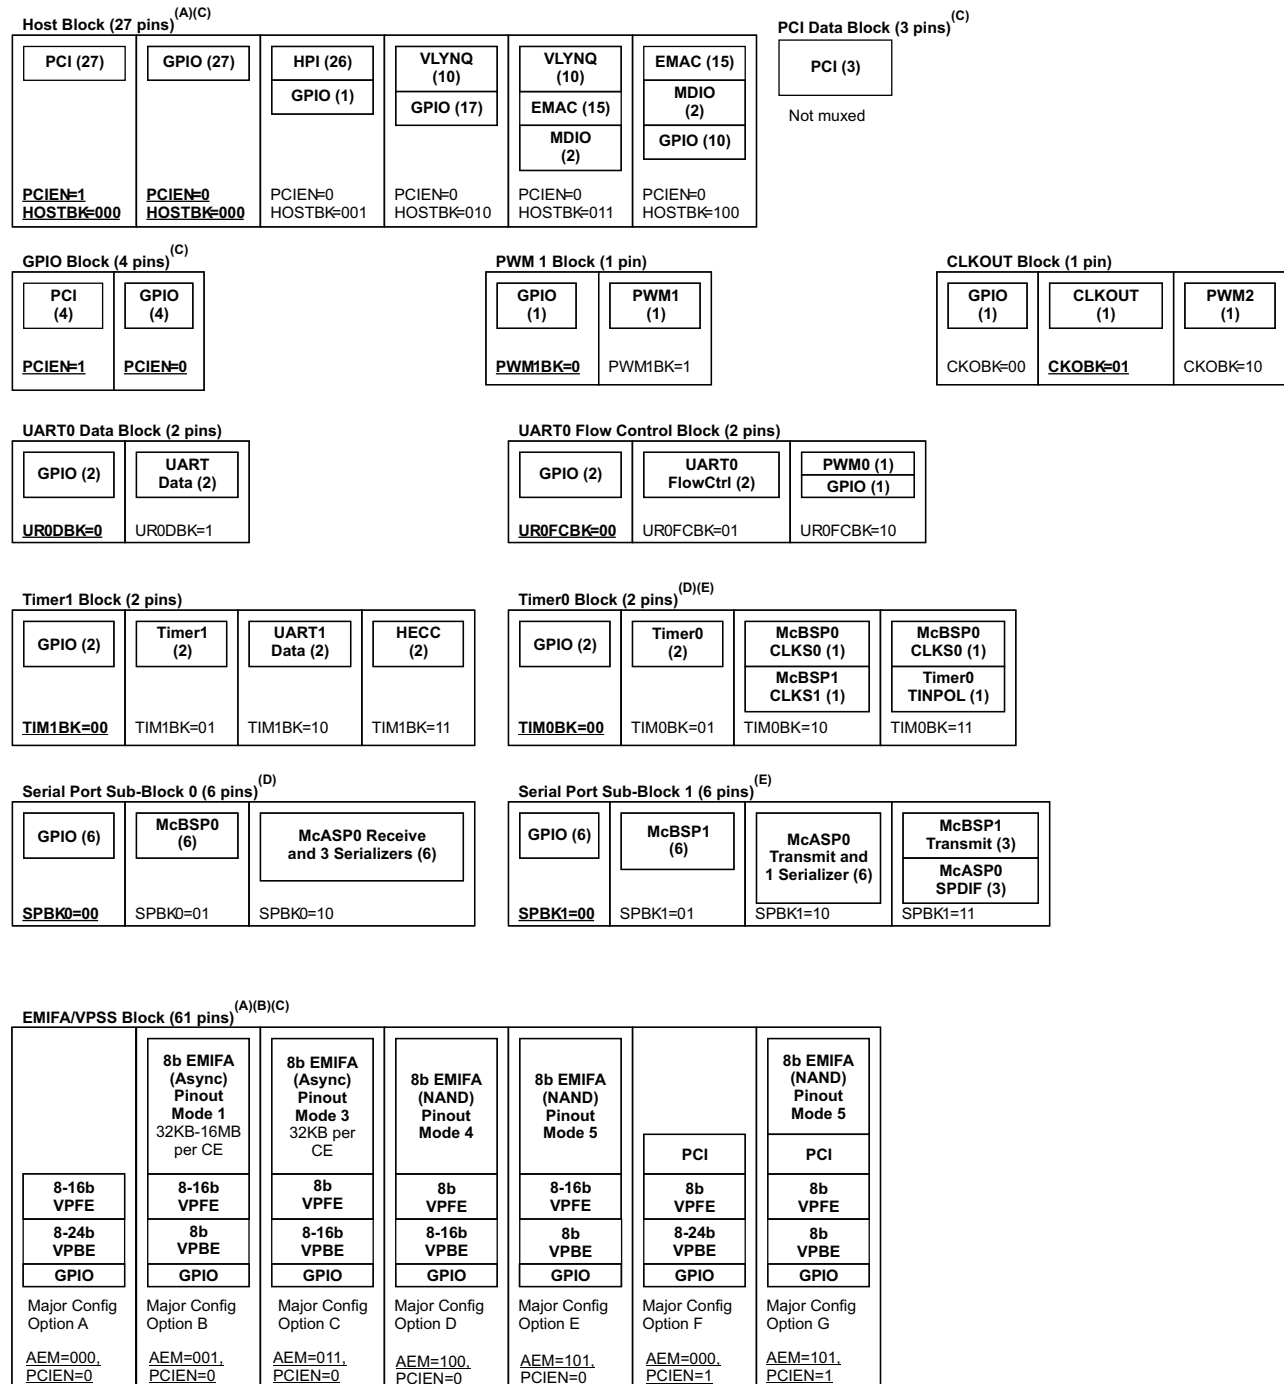 Host Block (27 pins)(A)(C)
PCI (27)
PCIEN=1
HOSTBK=000
GPIO (27)
PCIEN=0
HOSTBK=000
HPI (26)
GPIO (1)
PCIEN=0
HOSTBK=001
VLYNQ
(10)
GPIO (17)
PCIEN=0
HOSTBK=010
VLYNQ
(10)
EMAC (15)
MDIO
(2)
PCIEN=0
HOSTBK=011
EMAC (15)
MDIO
(2)
GPIO (10)
PCIEN=0
HOSTBK=100
PCI Data Block (3 pins)(C)
PCI (3)
Not muxed
GPIO Block (4 pins)(C)
PCI
(4)
PCIEN=1
GPIO
(4)
PCIEN=0
PWM 1 Block (1 pin)
GPIO
(1)
PWM1BK=0
PWM1
(1)
PWM1BK=1
CLKOUT Block (1 pin)
GPIO
(1)
CKOBK=00
CLKOUT
(1)
CKOBK=01
PWM2
(1)
CKOBK=10
UART0 Data Block (2 pins)
GPIO (2)
UR0DBK=0
UART
Data (2)
UR0DBK=1
UART0 Flow Control Block (2 pins)
GPIO (2)
UR0FCBK=00
UART0
FlowCtrl (2)
UR0FCBK=01
PWM0 (1)
GPIO (1)
UR0FCBK=10
Timer1 Block (2 pins)
GPIO (2)
TIM1BK=00
Timer1
(2)
TIM1BK=01
UART1
Data (2)
TIM1BK=10
HECC
(2)
TIM1BK=11
Timer0 Block (2 pins)(D)(E)
GPIO (2)
TIM0BK=00
Timer0
(2)
TIM0BK=01
McBSP0
CLKS0 (1)
McBSP1
CLKS1 (1)
TIM0BK=10
McBSP0
CLKS0 (1)
Timer0
TINPOL (1)
TIM0BK=11
Serial Port Sub-Block 0 (6 pins)(D)
GPIO (6)
SPBK0=00
McBSP0
(6)
SPBK0=01
McASP0 Receive
and 3 Serializers (6)
SPBK0=10
Serial Port Sub-Block 1 (6 pins)(E)
GPIO (6)
SPBK1=00
McBSP1
(6)
SPBK1=01
McASP0
Transmit and
1 Serializer (6)
SPBK1=10
McBSP1
Transmit (3)
McASP0
SPDIF (3)
SPBK1=11
EMIFA/VPSS Block (61 pins)(A)(B)(C)
8-16b
VPFE
8-24b
VPBE
GPIO
Major Config
Option A
AEM=000,
PCIEN=0
8b EMIFA
(Async)
Pinout
Mode 1
32KB-16MB
per CE
8-16b
VPFE
8b
VPBE
GPIO
Major Config
Option B
AEM=001,
PCIEN=0
8b EMIFA
(Async)
Pinout
Mode 3
32KB per
CE
8b
VPFE
8-16b
VPBE
GPIO
Major Config
Option C
AEM=011,
PCIEN=0
8b EMIFA
(NAND)
Pinout
Mode 4
8b
VPFE
8-16b
VPBE
GPIO
Major Config
Option D
AEM=100,
PCIEN=0
8b EMIFA
(NAND)
Pinout
Mode 5
8-16b
VPFE
8b
VPBE
GPIO
Major Config
Option E
AEM=101,
PCIEN=0
PCI
8b
VPFE
8-24b
VPBE
GPIO
Major Config
Option F
AEM=000,
PCIEN=1
8b EMIFA
(NAND)
Pinout
Mode 5
PCI
8b
VPFE
8b
VPBE
GPIO
Major Config
Option G
AEM=101,
PCIEN=1